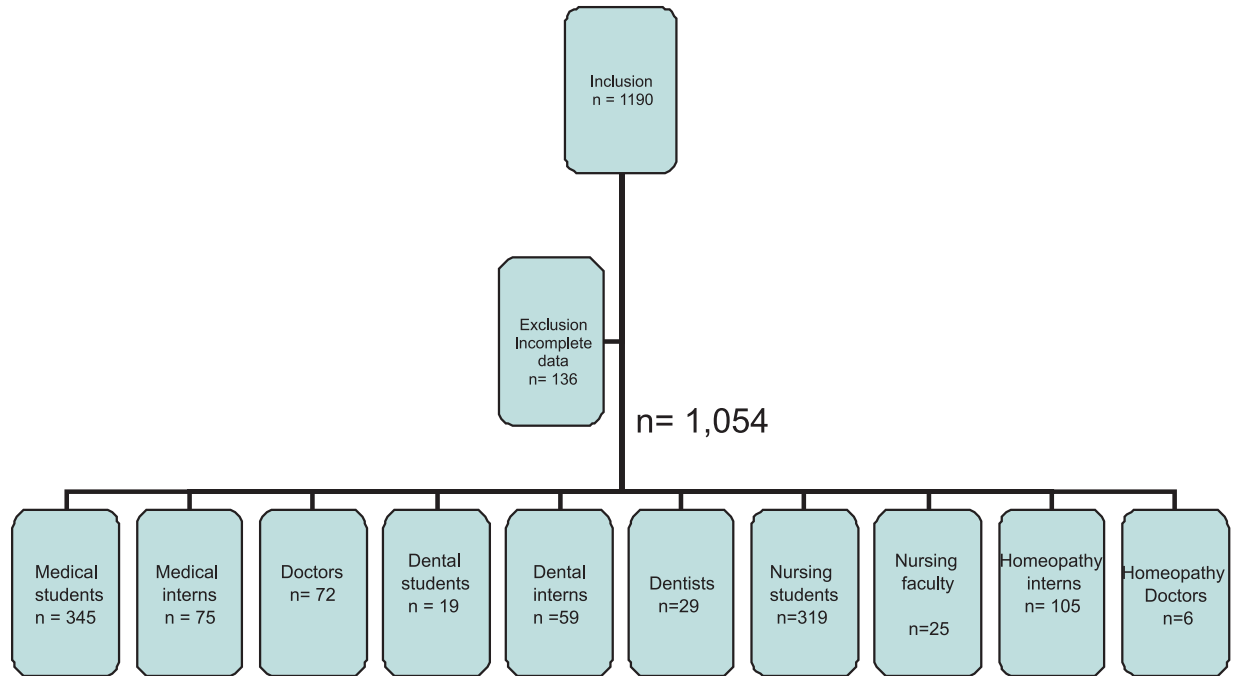 Inclusion
n = 1190
Exclusion
Incomplete
data
n= 136
n= 1,054
Medical
students
n = 345
Medical
interns
n = 75
Doctors
n= 72
Dental
students
n = 19
Dental
interns
n =59
Dentists
n=29
Nursing
students
n=319
Nursing
faculty
n=25
Homeopathy
interns
n= 105
Homeopathy
Doctors
n=6